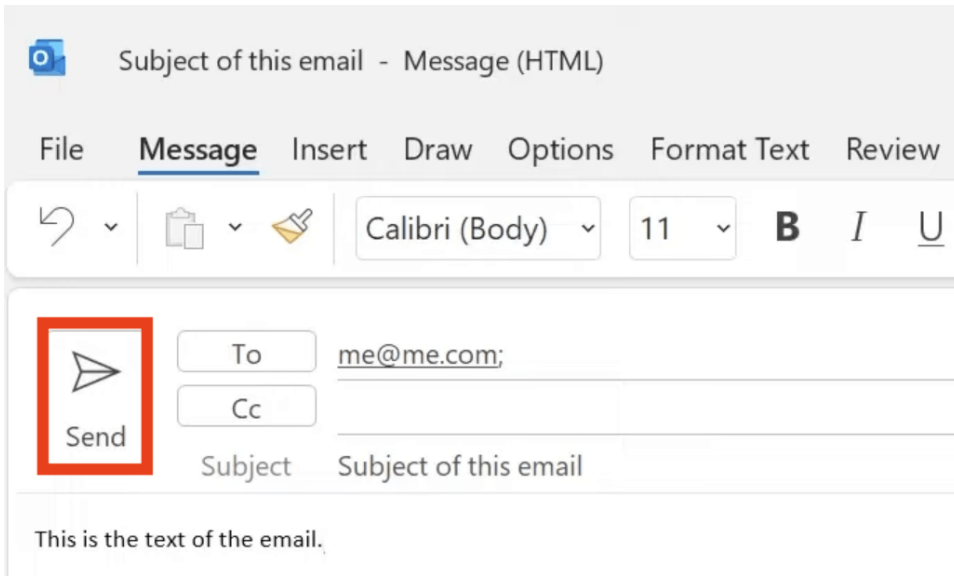 Subject of this email - Message (HTML)
File Message Insert Draw Options Format Text Review
Calibri (Body) 11 B I U
To me@me.com;
Cc
Send
Subject Subject of this email
This is the text of the email.